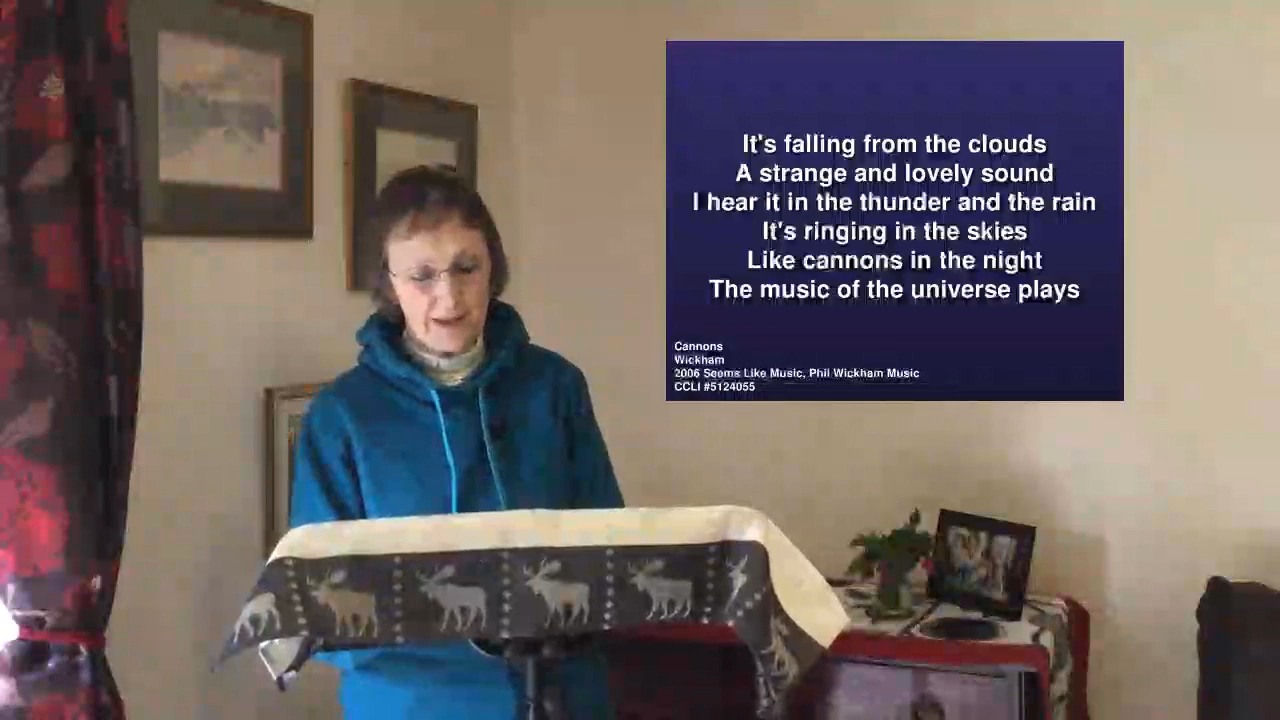 It's falling from the clouds
A strange and lovely sound
I hear it in the thunder and the rain
It's ringing in the skies
Like cannons in the night
The music of the universe plays
Cannons
Wickham
2006 Seems Like Music, Phil Wickham Music
CCLI #5124055